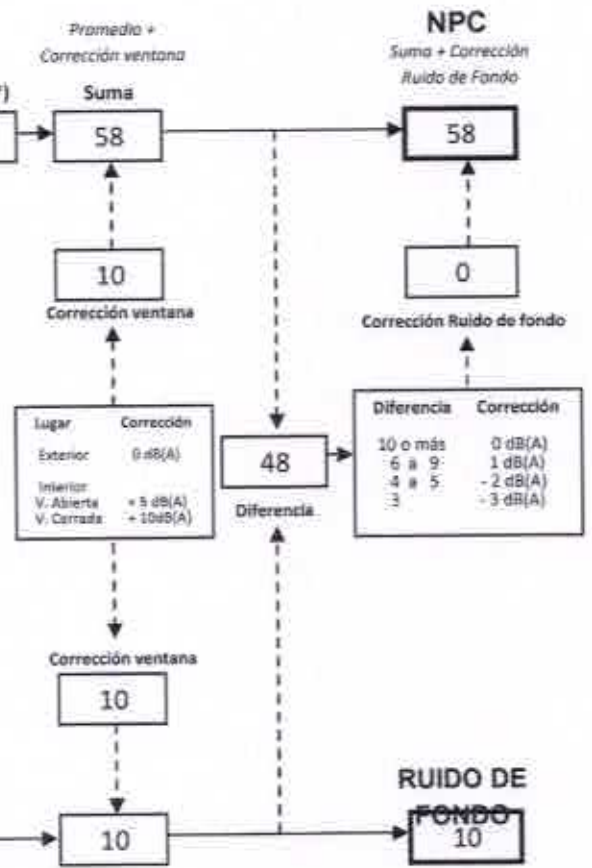 Promedio +
Corrección ventana
Suma
58
NPC
Suma + Corrección
Ruido de Fondo
58
10
Corrección ventana
0
Corrección Ruido de fondo
Lugar Corrección
Exterior 0 dB(A)
Interior
V. Abierta + 5 dB(A)
V. Cerrada + 10dB(A)
48
Diferencia
Diferencia Corrección
10 o más 0 dB(A)
6 a 9 1 dB(A)
4 a 5 - 2 dB(A)
3 - 3 dB(A)
Corrección ventana
10
10
RUIDO DE
FONDO
10